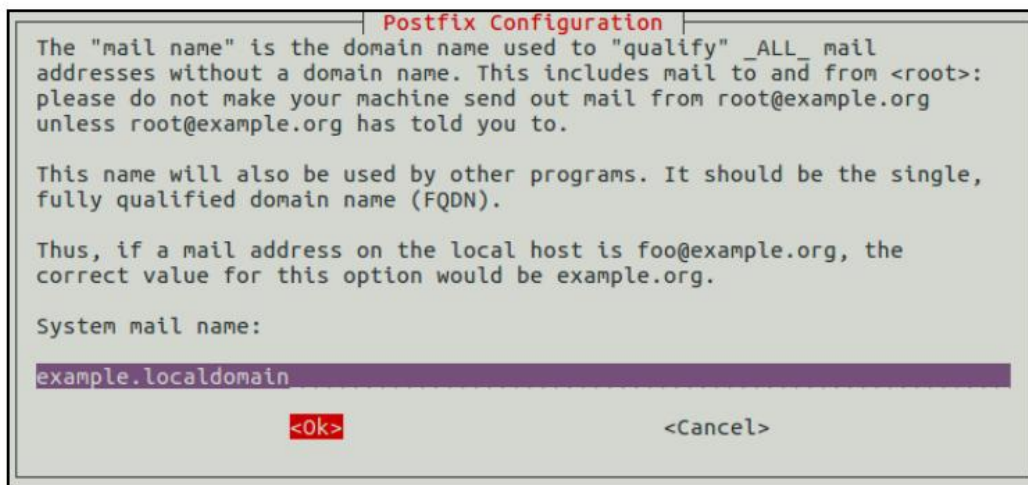 Postfix Configuration
The "mail name" is the domain name used to "qualify" _ALL_ mail
addresses without a domain name. This includes mail to and from <root>:
please do not make your machine send out mail from root@example.org
unless root@example.org has told you to.
This name will also be used by other programs. It should be the single,
fully qualified domain name (FQDN).
Thus, if a mail address on the local host is foo@example.org, the
correct value for this option would be example.org.
System mail name:
example.localdomain
<Ok> <Cancel>